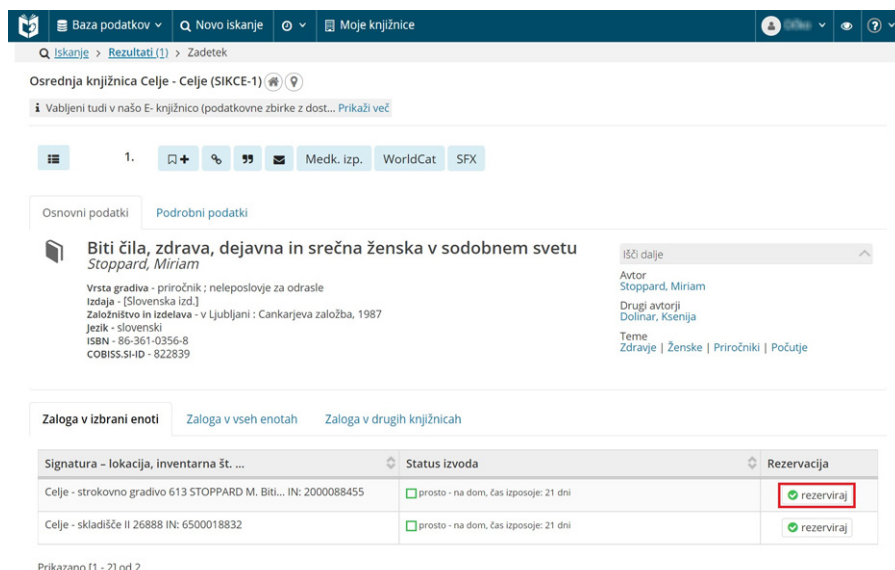 Baza podatkov Novo iskanje Moje knjižnice
Iskanje > Rezultati (1) > Zadetek
Osrednja knjižnica Celje - Celje (SIKCE-1)
i Vabljeni tudi v našo E- knjižnico (podatkovne zbirke z dost... Prikaži več
1. Medk. izp. WorldCat SFX
Osnovni podatki Podrobni podatki
Biti čila, zdrava, dejavna in srečna ženska v sodobnem svetu
Stoppard, Miriam
Vrsta gradiva - priročnik ; neleposlovje za odrasle
Izdaja - [Slovenska izd.]
Založništvo in izdelava - v Ljubljani : Cankarjeva založba, 1987
Jezik - slovenski
ISBN - 86-361-0356-8
COBISS.SI-ID - 822839
Išči dalje
Avtor
Stoppard, Miriam
Drugi avtorji
Dolinar, Ksenija
Teme
Zdravje | Ženske | Priročniki | Počutje
Zaloga v izbrani enoti Zaloga v vseh enotah Zaloga v drugih knjižnicah
Signatura – lokacija, inventarna št. ... Status izvoda Rezervacija
Celje - strokovno gradivo 613 STOPPARD M. Biti... IN: 2000088455 prosto - na dom, čas izposoje: 21 dni rezerviraj
Celje - skladišče II 26888 IN: 6500018832 prosto - na dom, čas izposoje: 21 dni rezerviraj
Prikazano [1 - 2] od 2